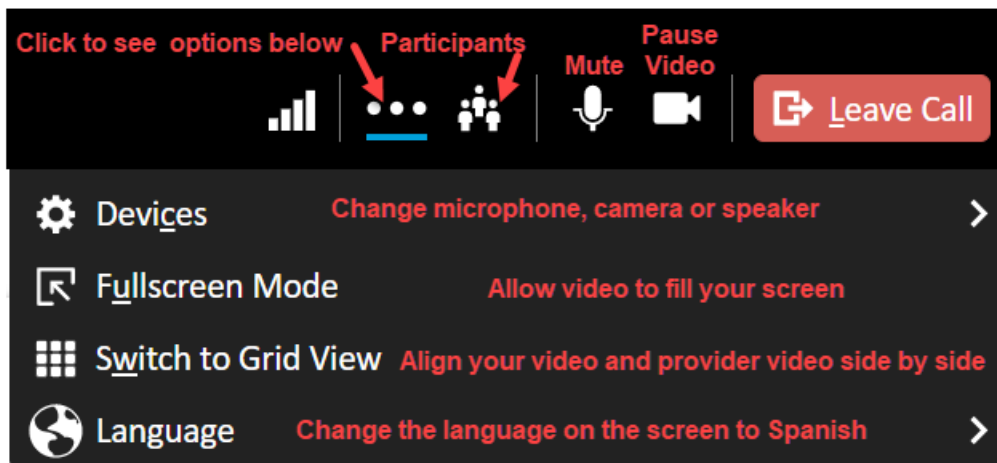 Click to see options below
Participants
Mute
Pause
Video
Leave Call
Devices
Change microphone, camera or speaker
Fullscreen Mode
Allow video to fill your screen
Switch to Grid View
Align your video and provider video side by side
Language
Change the language on the screen to Spanish